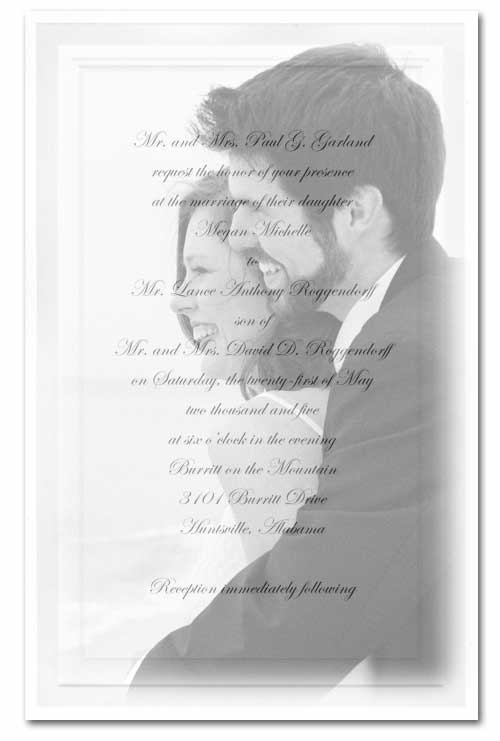 Mr. and Mrs. Paul G. Garland
request the honor of your presence
at the marriage of their daughter
Megan Michelle
to
Mr. Lance Anthony Roggendorff
son of
Mr. and Mrs. David D. Roggendorff
on Saturday, the twenty-first of May
two thousand and five
at six o'clock in the evening
Burritt on the Mountain
3101 Burritt Drive
Huntsville, Alabama
Reception immediately following